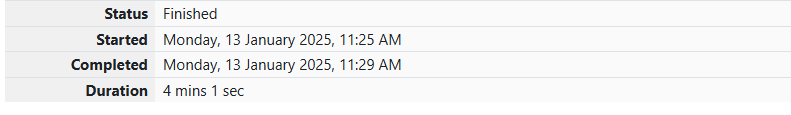 Status Finished
Started Monday, 13 January 2025, 11:25 AM
Completed Monday, 13 January 2025, 11:29 AM
Duration 4 mins 1 sec